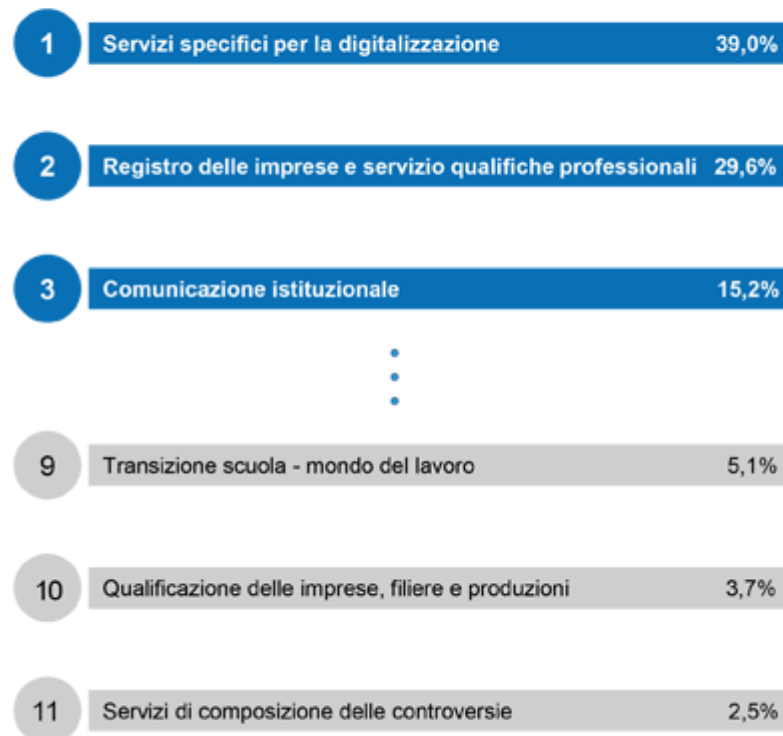 1 Servizi specifici per la digitalizzazione 39,0%
2 Registro delle imprese e servizio qualifiche professionali 29,6%
3 Comunicazione istituzionale 15,2%
9 Transizione scuola - mondo del lavoro 5,1%
10 Qualificazione delle imprese, filiere e produzioni 3,7%
11 Servizi di composizione delle controversie 2,5%